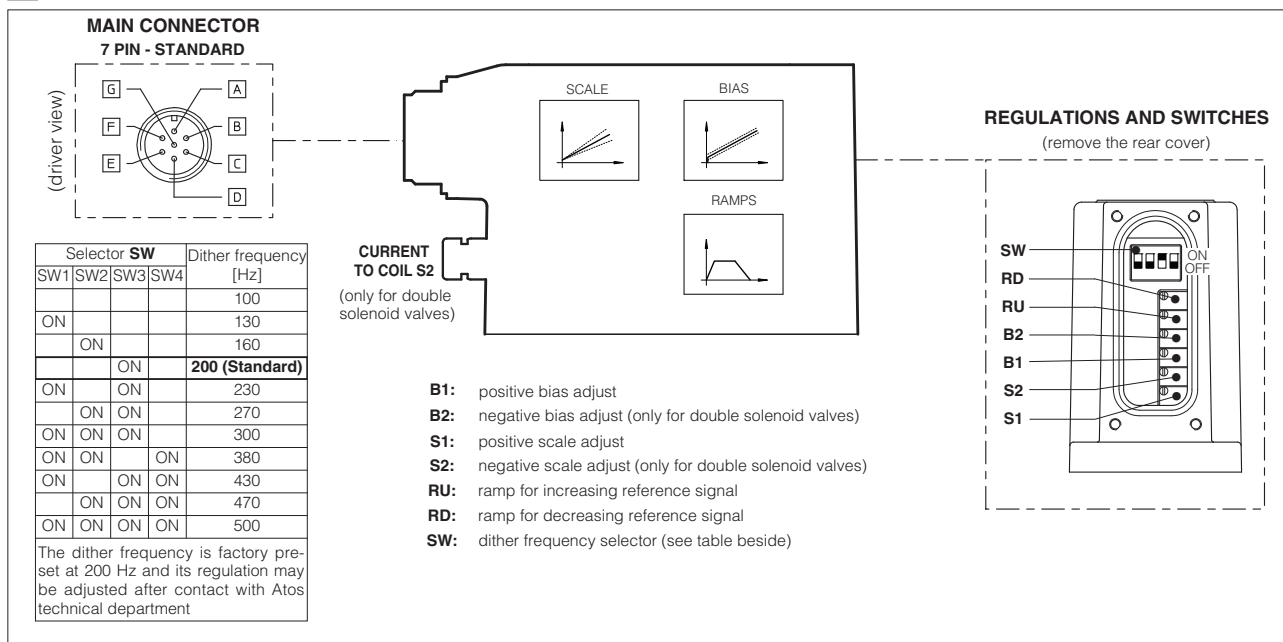 MAIN CONNECTOR
7 PIN - STANDARD
(driver view)
G
A
F
B
E
C
D
SCALE
BIAS
RAMPS
CURRENT
TO COIL S2
(only for double
solenoid valves)
REGULATIONS AND SWITCHES
(remove the rear cover)
SW
ON
OFF
RD
RU
B2
B1
S2
S1
Selector SW Dither frequency
SW1 SW2 SW3 SW4 [Hz]
100
ON 130
ON 160
ON 200 (Standard)
ON ON 230
ON ON 270
ON ON ON 300
ON ON ON 380
ON ON ON 430
ON ON ON 470
ON ON ON ON 500
The dither frequency is factory pre-
set at 200 Hz and its regulation may
be adjusted after contact with Atos
technical department
B1: positive bias adjust
B2: negative bias adjust (only for double solenoid valves)
S1: positive scale adjust
S2: negative scale adjust (only for double solenoid valves)
RU: ramp for increasing reference signal
RD: ramp for decreasing reference signal
SW: dither frequency selector (see table beside)